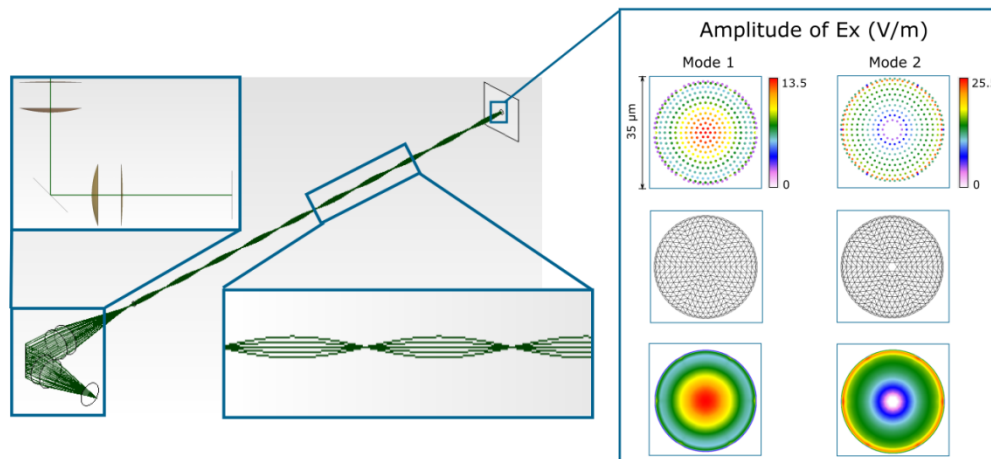 Amplitude of Ex (V/m)
Mode 1
Mode 2
13.5
25.
35 µm
0
0